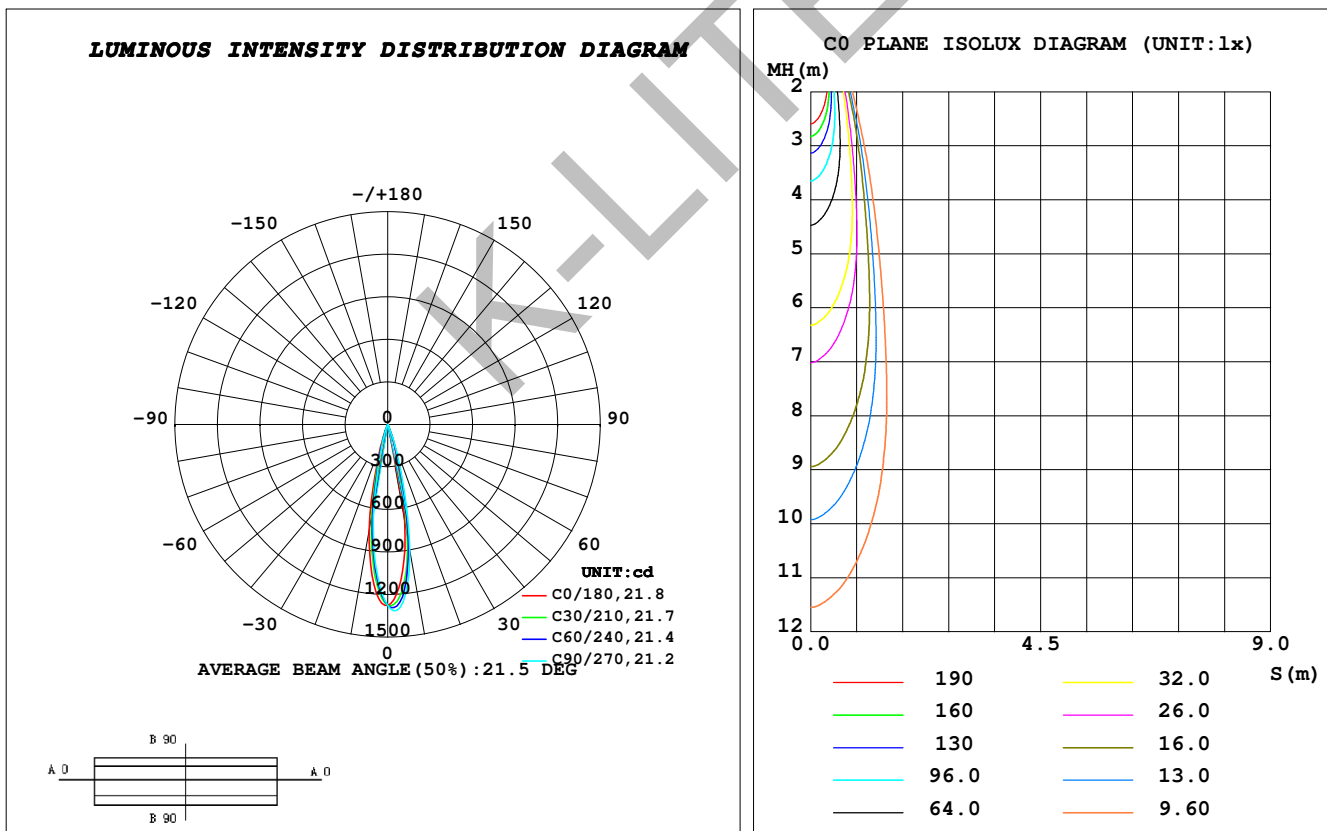 LUMINOUS INTENSITY DISTRIBUTION DIAGRAM
-/+180
-150 150
-120 120
-90 0 90
300
600
-60 900 60
UNIT:cd
1200
C0/180,21.8
-30 1500 30
C30/210,21.7
C60/240,21.4
0
C90/270,21.2
AVERAGE BEAM ANGLE(50%):21.5 DEG
B 90
A 0 A 0
B 90
K-LITE
C0 PLANE ISOLUX DIAGRAM (UNIT:lx)
MH(m)
2
3
4
5
6
7
8
9
10
11
12
0.0 4.5 9.0
S(m)
190 32.0
160 26.0
130 16.0
96.0 13.0
64.0 9.60